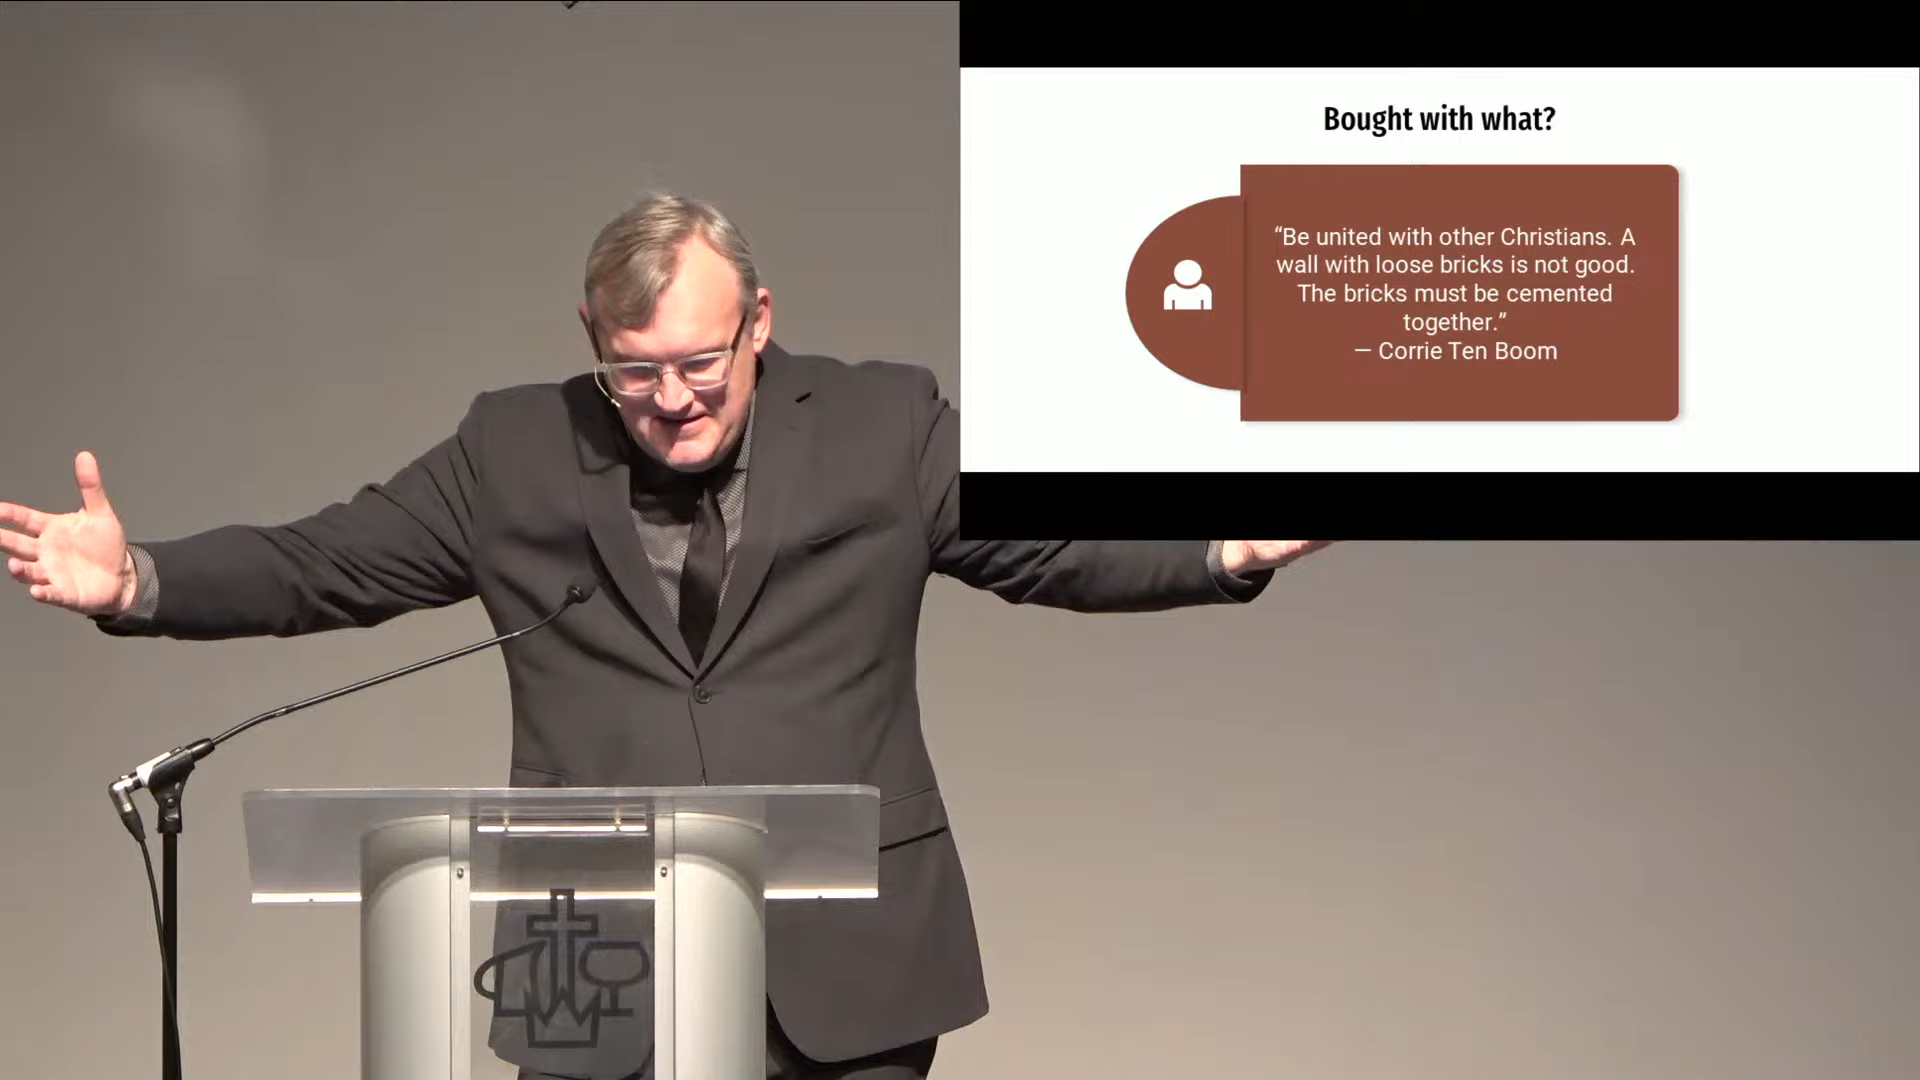 Bought with what?
“Be united with other Christians. A
wall with loose bricks is not good.
The bricks must be cemented
together.”
— Corrie Ten Boom